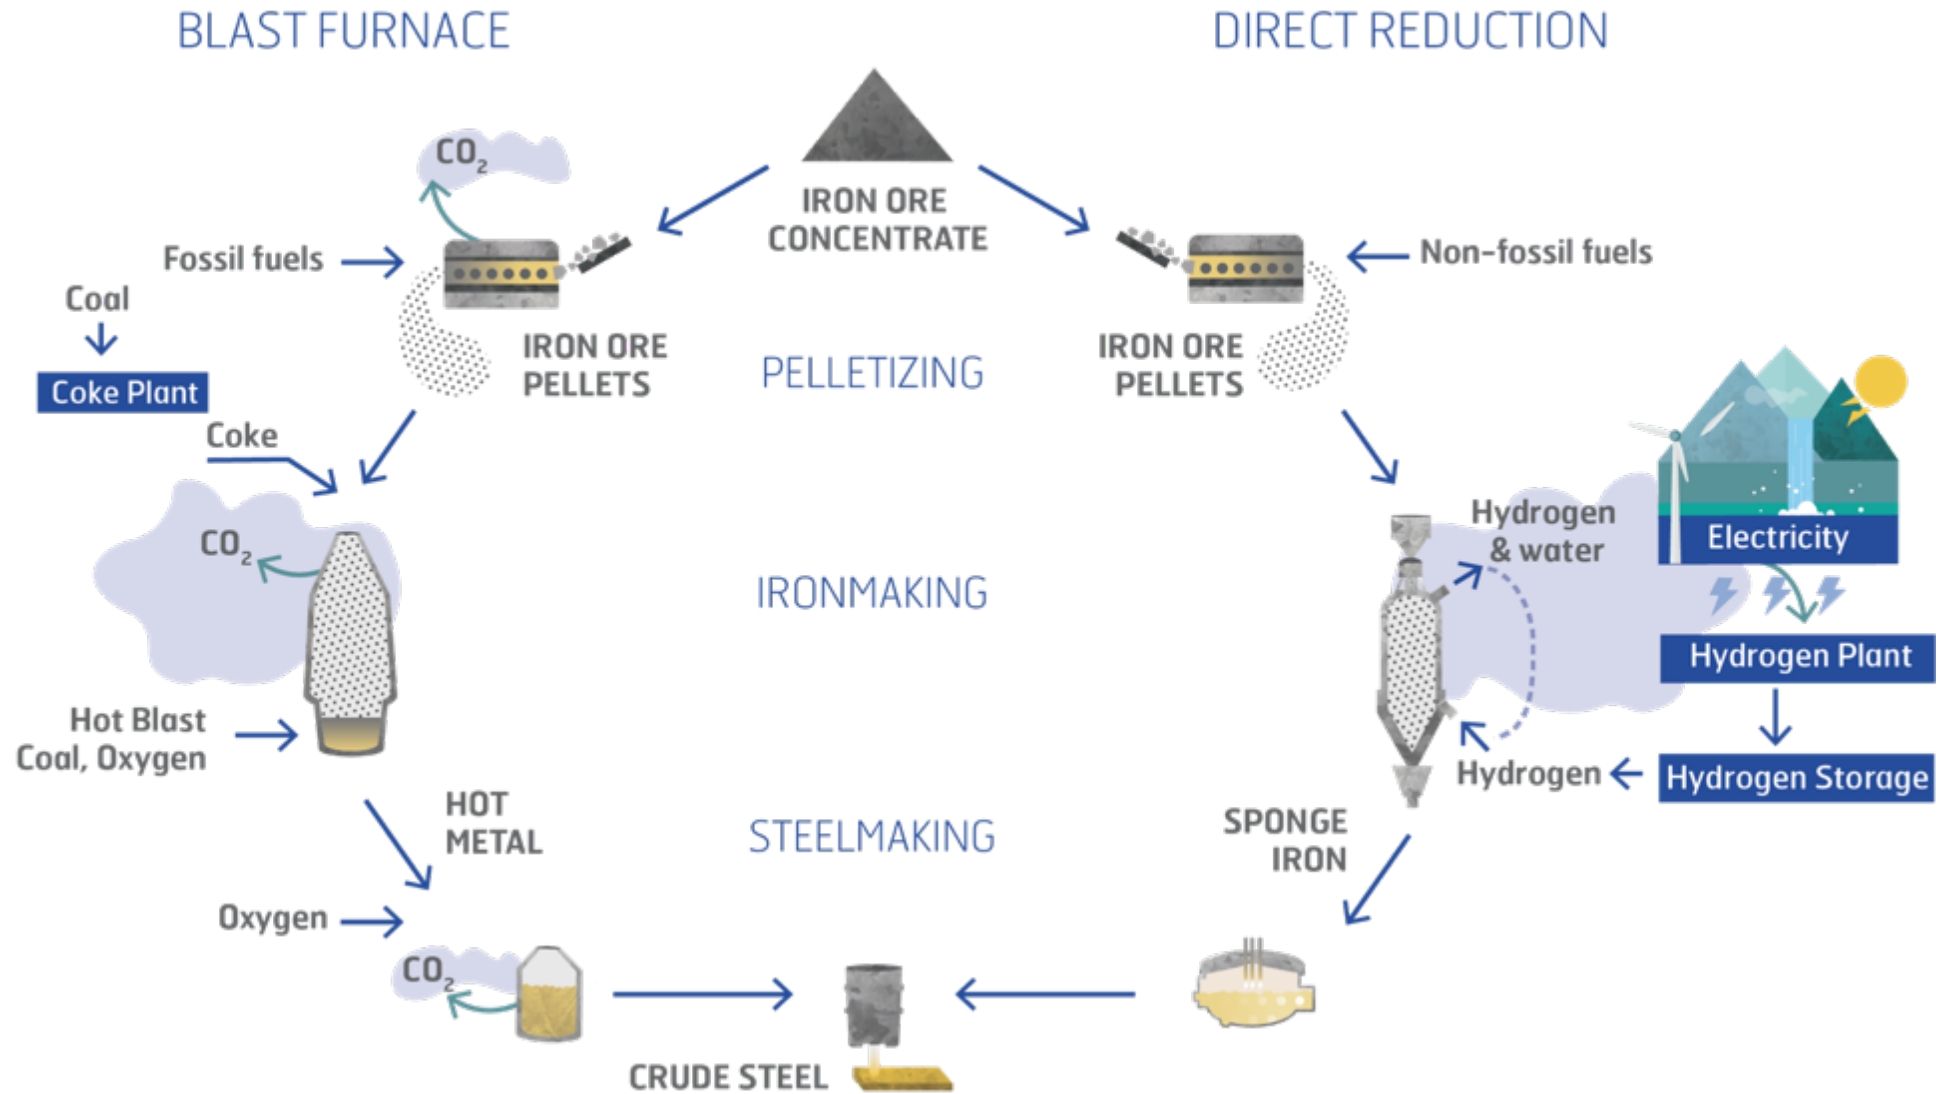 BLAST FURNACE
DIRECT REDUCTION
CO₂
IRON ORE
CONCENTRATE
Fossil fuels
Non-fossil fuels
Coal
Coke Plant
IRON ORE
PELLETS
PELLETIZING
IRON ORE
PELLETS
Coke
CO₂
IRONMAKING
Hydrogen
& water
Electricity
Hydrogen Plant
Hot Blast
Coal, Oxygen
Hydrogen
Hydrogen Storage
HOT
METAL
STEELMAKING
SPONGE
IRON
Oxygen
CO₂
CRUDE STEEL